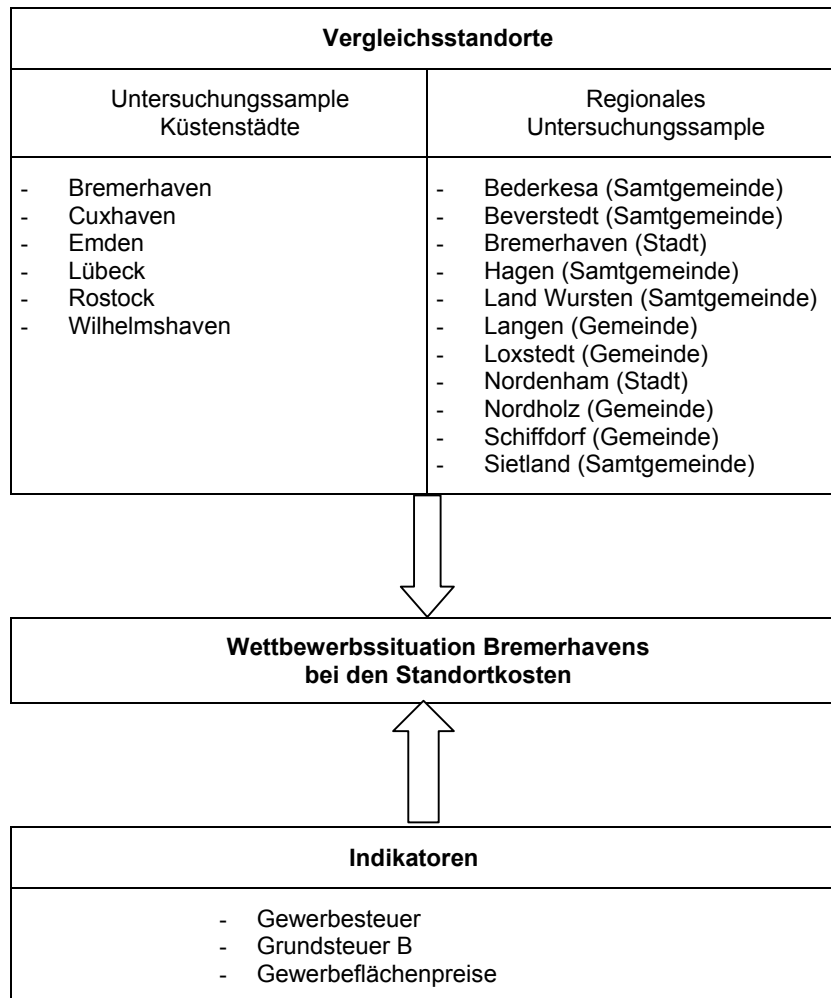 Vergleichsstandorte
Untersuchungssample
Küstenstädte
- Bremerhaven
- Cuxhaven
- Emden
- Lübeck
- Rostock
- Wilhelmshaven
Regionales
Untersuchungssample
- Bederkesa (Samtgemeinde)
- Beverstedt (Samtgemeinde)
- Bremerhaven (Stadt)
- Hagen (Samtgemeinde)
- Land Wursten (Samtgemeinde)
- Langen (Gemeinde)
- Loxstedt (Gemeinde)
- Nordenham (Stadt)
- Nordholz (Gemeinde)
- Schiffdorf (Gemeinde)
- Sietland (Samtgemeinde)
Wettbewerbssituation Bremerhavens
bei den Standortkosten
Indikatoren
- Gewerbesteuer
- Grundsteuer B
- Gewerbeflächenpreise